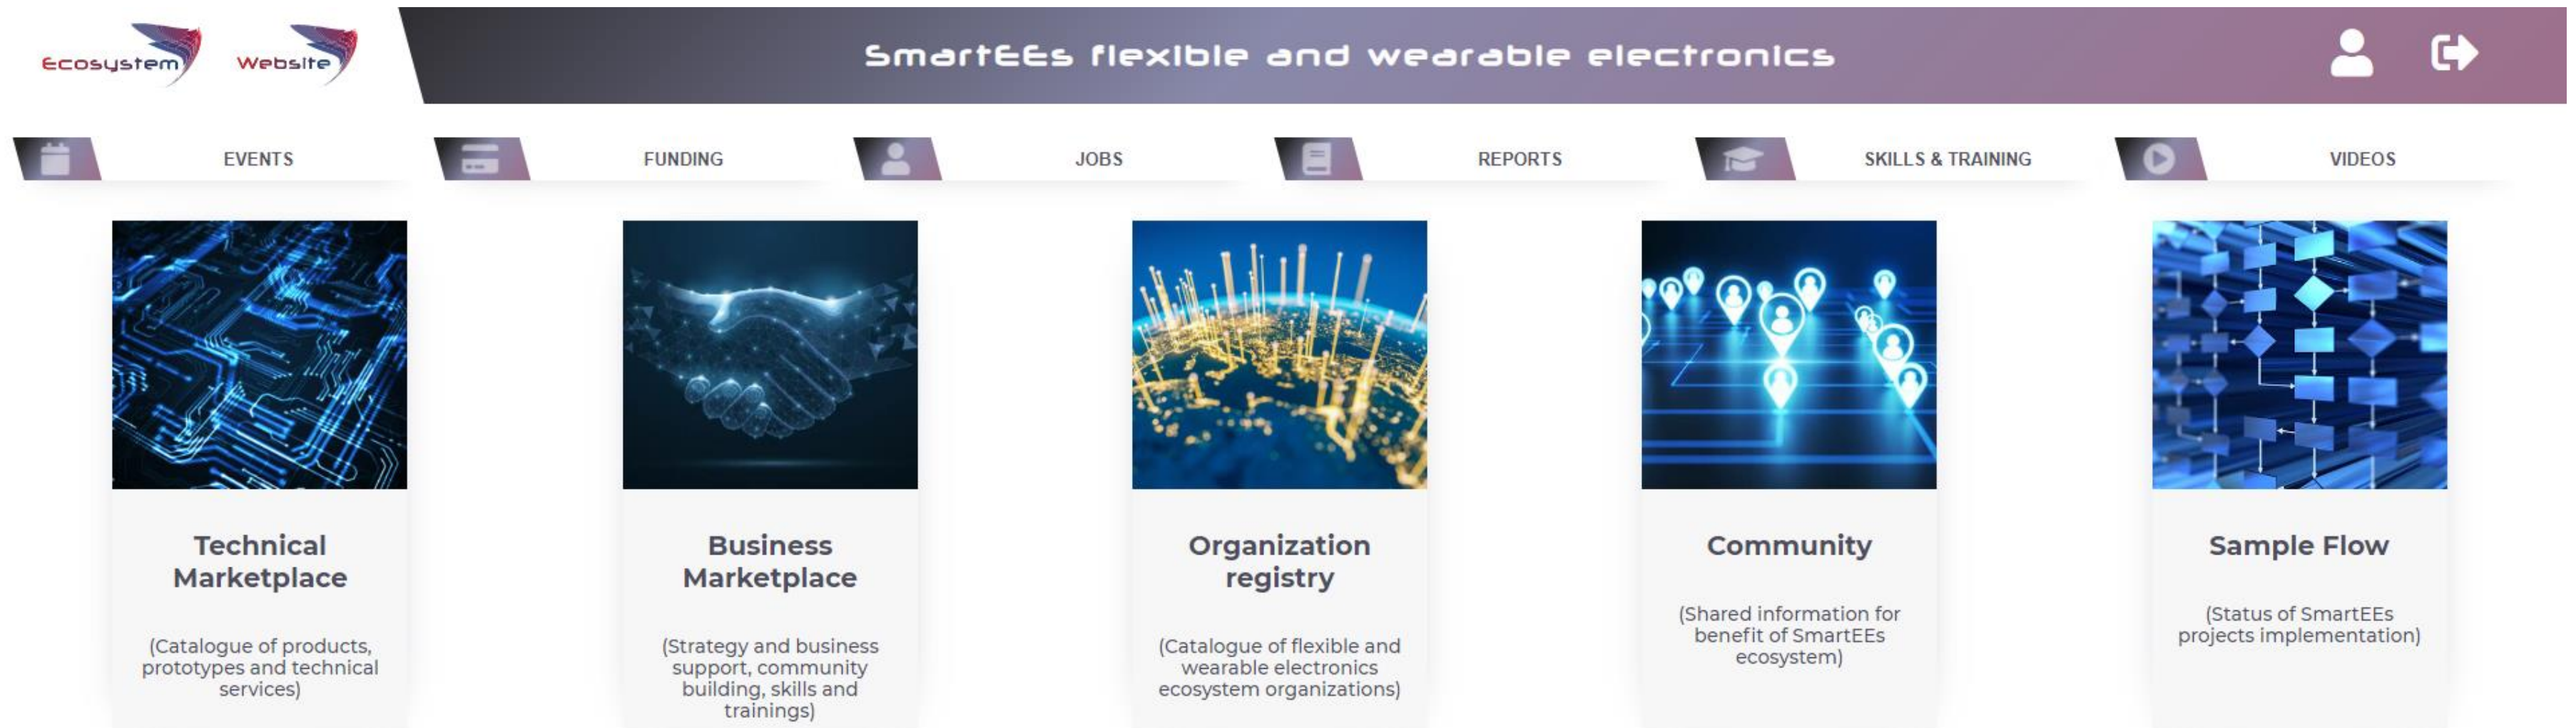 Ecosystem
Website
SmartEEs flexible and wearable electronics
EVENTS
FUNDING
JOBS
REPORTS
SKILLS & TRAINING
VIDEOS
Technical
Marketplace
(Catalogue of products,
prototypes and technical
services)
Business
Marketplace
(Strategy and business
support, community
building, skills and
trainings)
Organization
registry
(Catalogue of flexible and
wearable electronics
ecosystem organizations)
Community
(Shared information for
benefit of SmartEEs
ecosystem)
Sample Flow
(Status of SmartEEs
projects implementation)